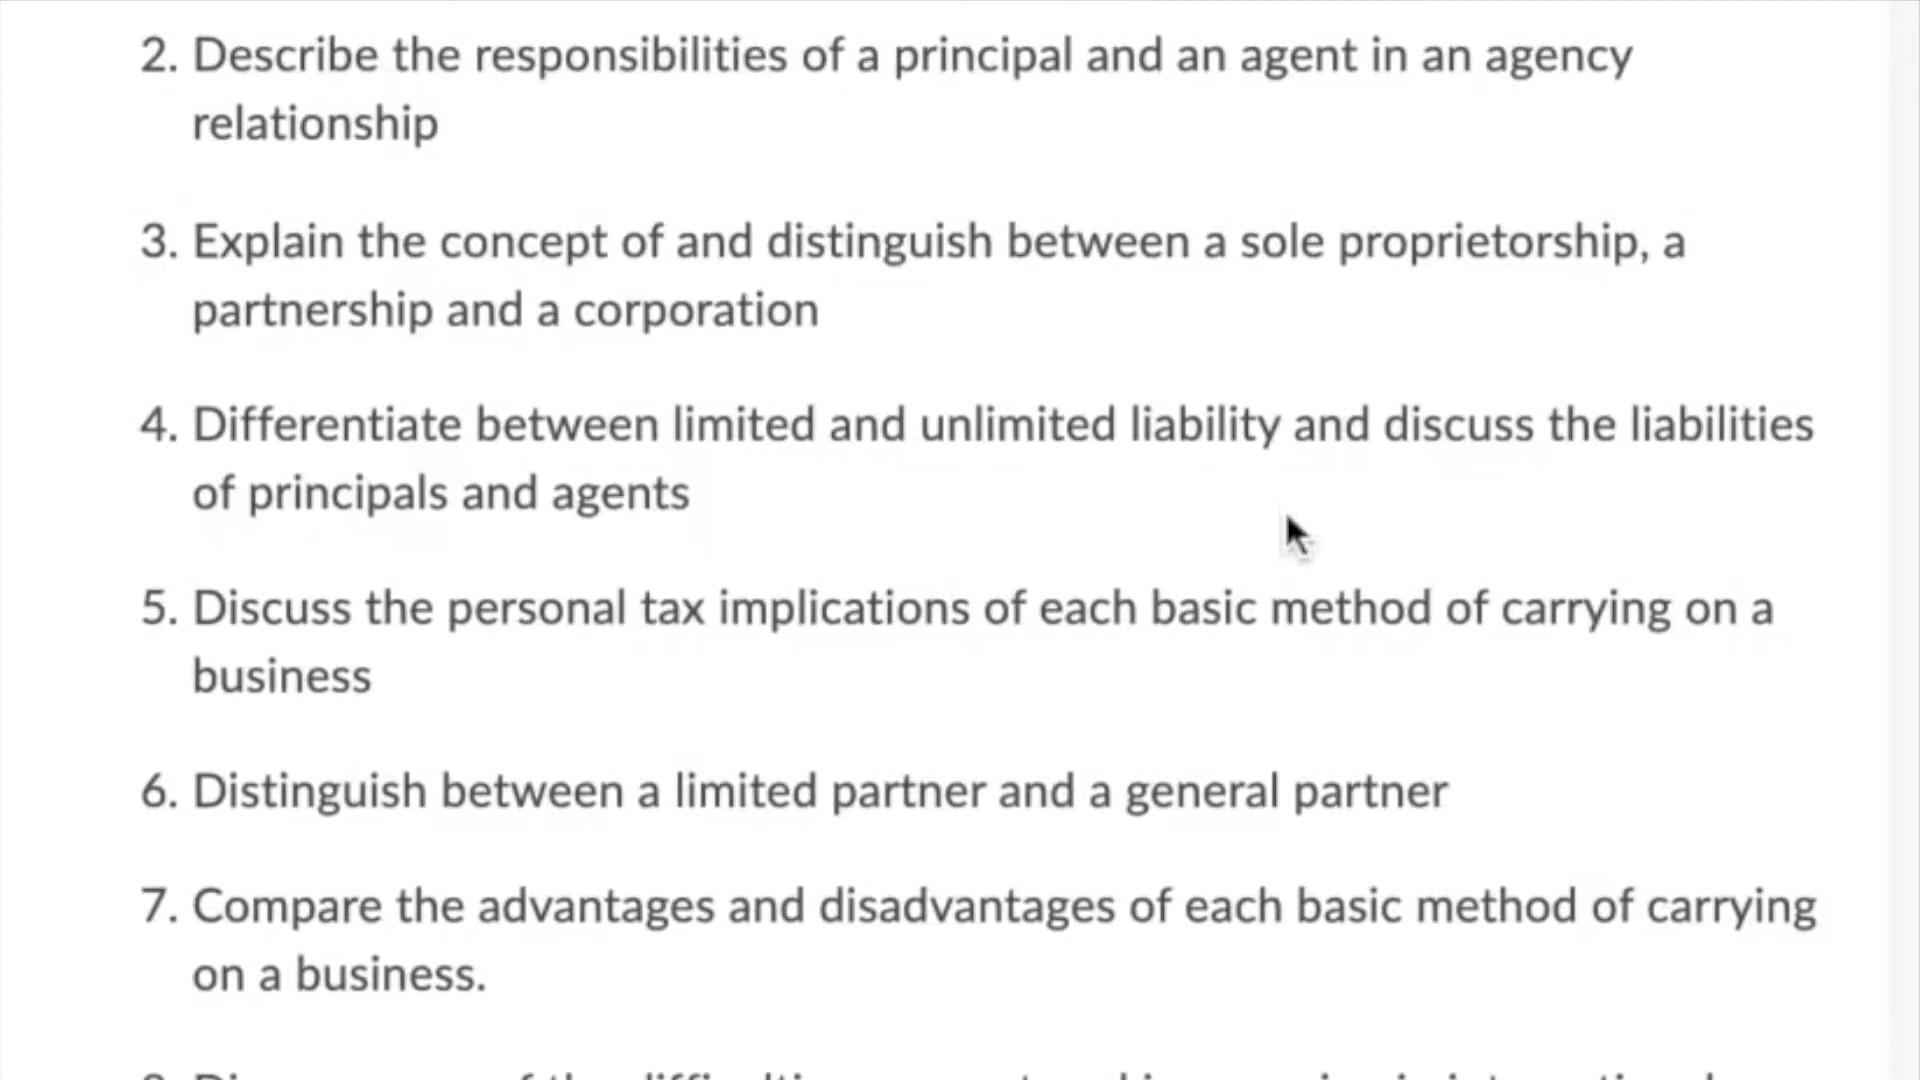 2. Describe the responsibilities of a principal and an agent in an agency
relationship
3. Explain the concept of and distinguish between a sole proprietorship, a
partnership and a corporation
4. Differentiate between limited and unlimited liability and discuss the liabilities
of principals and agents
5. Discuss the personal tax implications of each basic method of carrying on a
business
6. Distinguish between a limited partner and a general partner
7. Compare the advantages and disadvantages of each basic method of carrying
on a business.